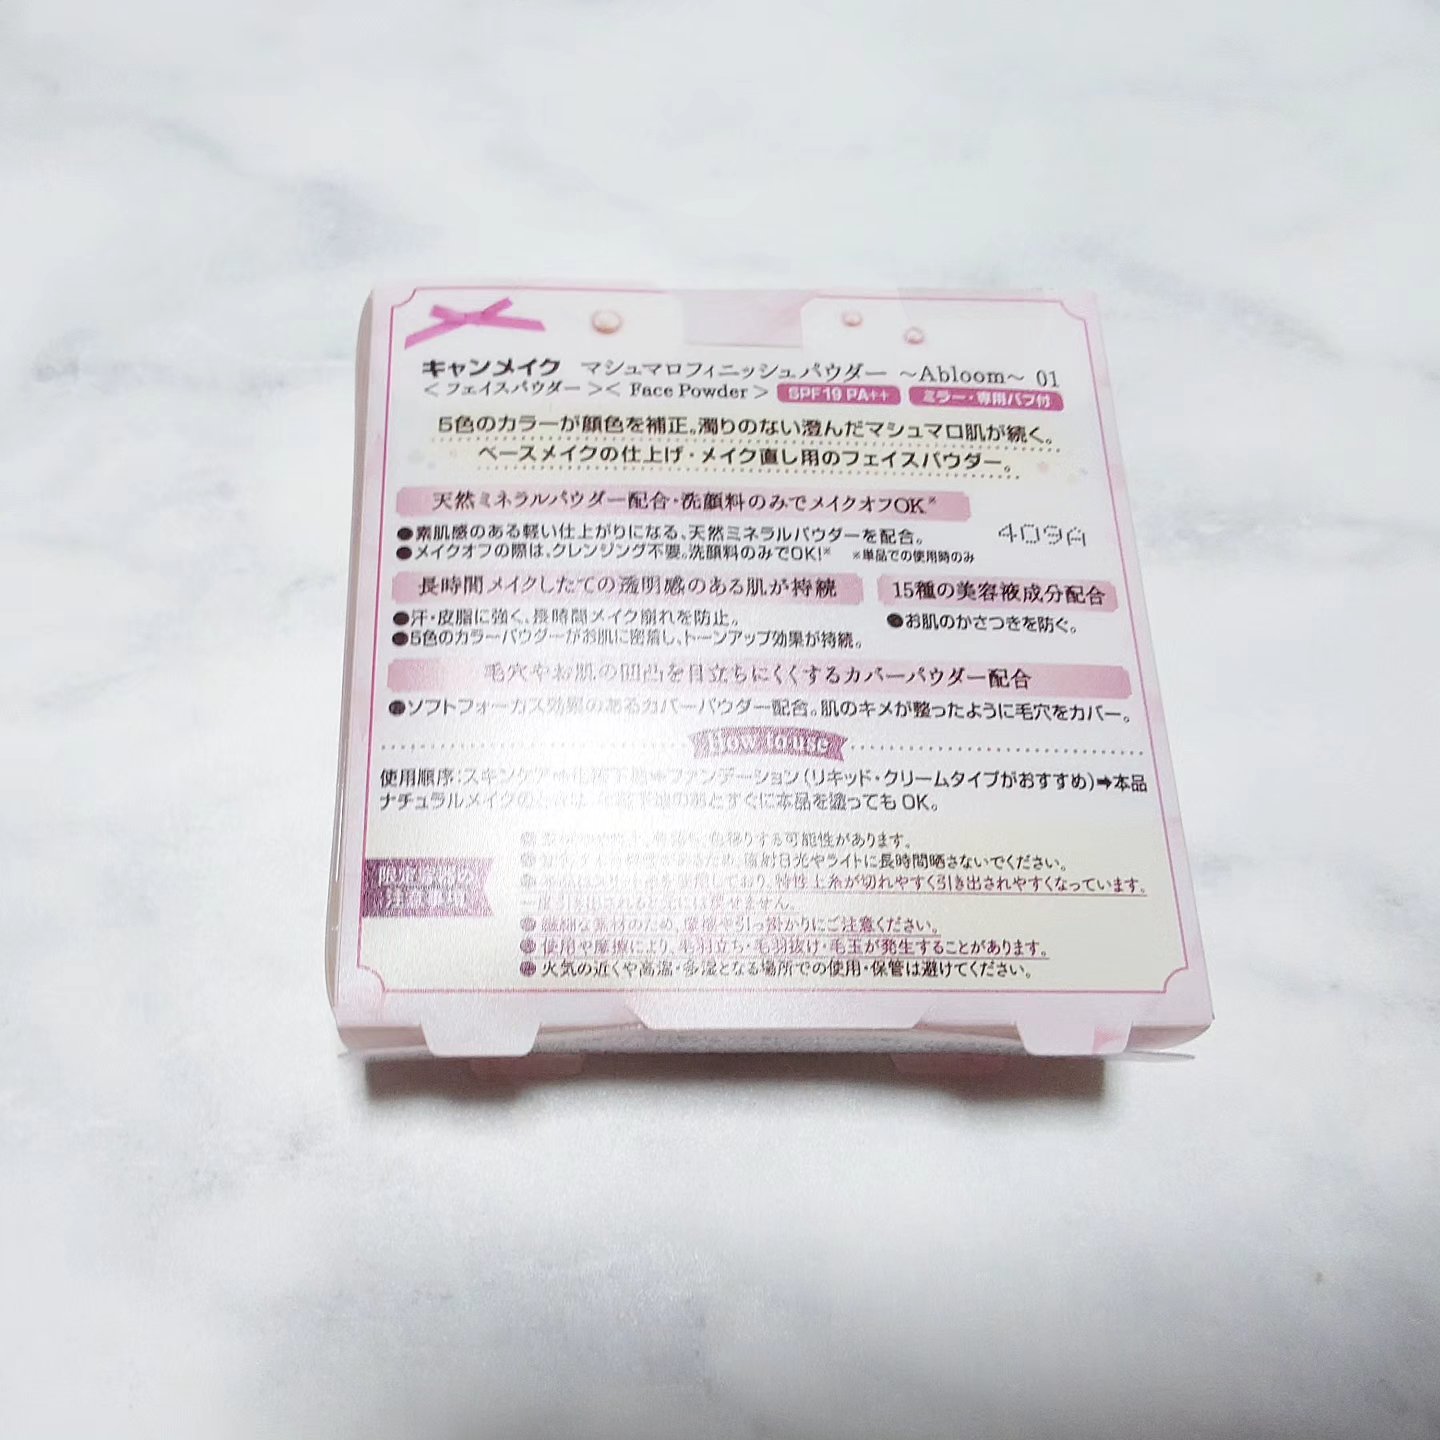 キャンメイク マシュマロフィニッシュパウダー ～Abloom～ 01
＜フェイスパウダー＞＜Face Powder＞ SPF19 PA++ ミラー・専用パフ付
5色のカラーが顔色を補正。濁りのない澄んだマシュマロ肌が続く。
ベースメイクの仕上げ・メイク直し用のフェイスパウダー。
天然ミネラルパウダー配合・洗顔料のみでメイクオフOK※
●素肌感のある軽い仕上がりになる、天然ミネラルパウダーを配合。
●メイクオフの際は、クレンジング不要。洗顔料のみでOK!※ ※単品での使用時のみ
409A
長時間メイクしたての透明感のある肌が持続
●汗・皮脂に強く、長時間メイク崩れを防止。
●5色のカラーパウダーがお肌に密着し、トーンアップ効果が持続。
15種の美容液成分配合
●お肌のかさつきを防ぐ。
毛穴やお肌の凹凸を目立ちにくくするカバーパウダー配合
●ソフトフォーカス効果のあるカバーパウダー配合。肌のキメが整ったように毛穴をカバー。
How to use
使用順序：スキンケア➡化粧下地➡ファンデーション（リキッド・クリームタイプがおすすめ）➡本品
ナチュラルメイクのときは、化粧下地のあとすぐに本品を塗ってもOK。
注意事項
色移りする可能性があります。
直射日光やライトに長時間晒さないでください。
特性上糸が切れやすく引き出されやすくなっています。
一度引き出されると元には戻せません。
●繊細な素材のため、摩擦や引っ掛かりにご注意ください。
●使用や摩擦により、毛羽立ち・毛羽抜け・毛玉が発生することがあります。
●火気の近くや高温・多湿となる場所での使用・保管は避けてください。